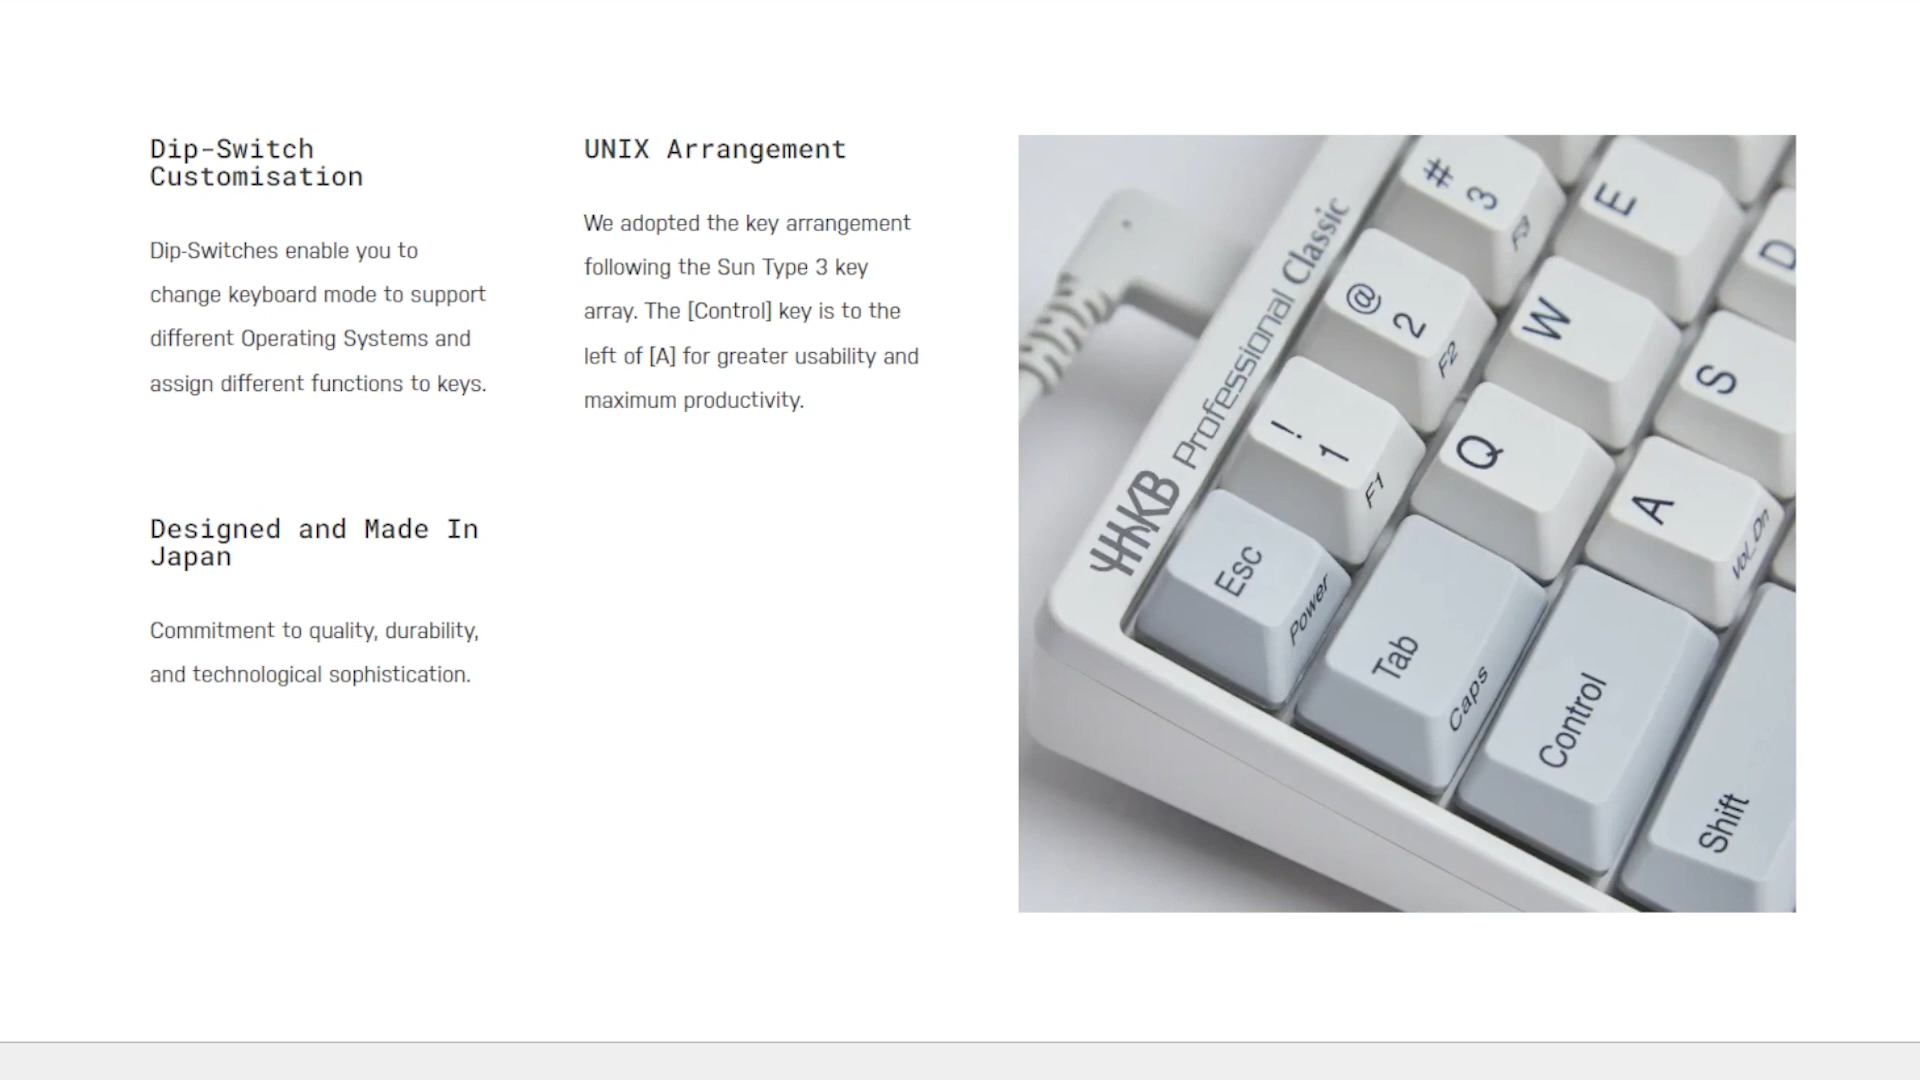 Dip-Switch
Customisation
Dip-Switches enable you to
change keyboard mode to support
different Operating Systems and
assign different functions to keys.
UNIX Arrangement
We adopted the key arrangement
following the Sun Type 3 key
array. The [Control] key is to the
left of [A] for greater usability and
maximum productivity.
Designed and Made In
Japan
Commitment to quality, durability,
and technological sophistication.
HHKB Professional Classic
# 3 F3
E
D
@ 2 F2
W
S
! 1 F1
Q
A Vol_Dn
Esc Power
Tab Caps
Control
Shift